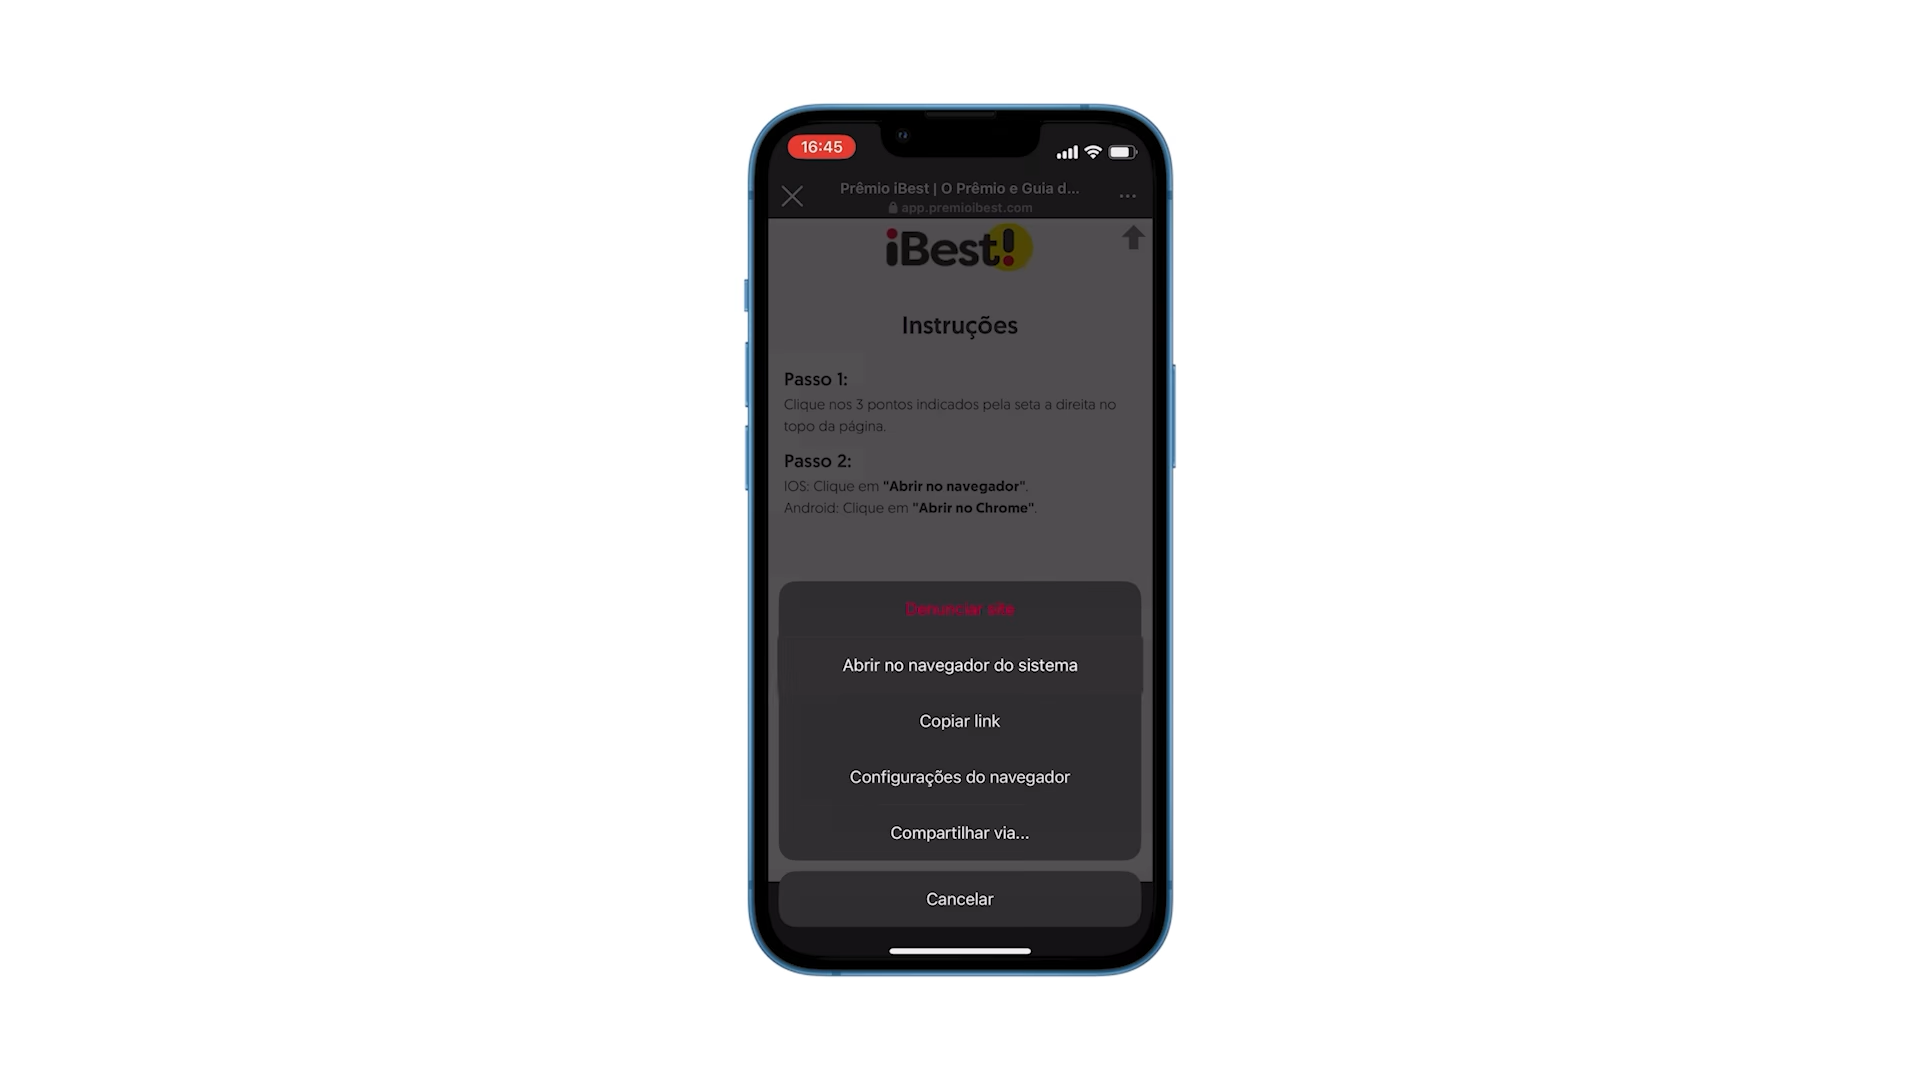 16:45
Prêmio iBest | O Prêmio e Guia d...
app.premioibest.com
iBest!
Instruções
Passo 1:
Clique nos 3 pontos indicados pela seta a direita no
topo da página.
Passo 2:
IOS: Clique em "Abrir no navegador".
Android: Clique em "Abrir no Chrome".
Denunciar site
Abrir no navegador do sistema
Copiar link
Configurações do navegador
Compartilhar via...
Cancelar